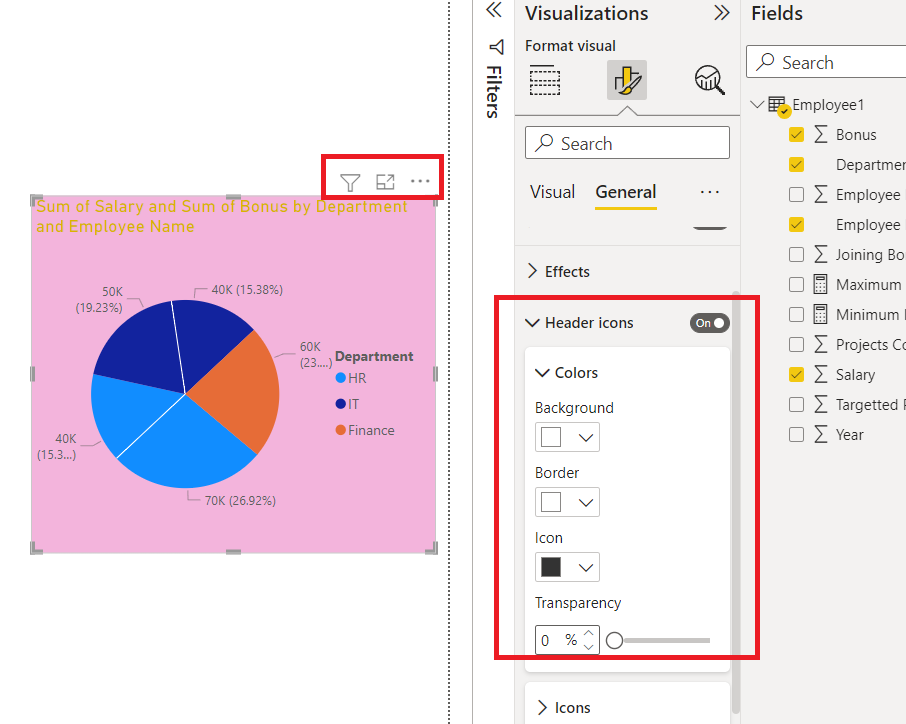 Sum of Salary and Sum of Bonus by Department
and Employee Name
50K
(19.23%)
40K (15.38%)
60K
(23....)
40K
(15.3...)
70K (26.92%)
Department
HR
IT
Finance
Filters
Visualizations
Format visual
Search
Visual
General
...
Effects
Header icons
On
Colors
Background
Border
Icon
Transparency
0 %
Icons
Fields
Search
Employee1
Bonus
Employee
Employee
Joining Bo
Maximum
Minimum
Projects Co
Salary
Targetted
Year